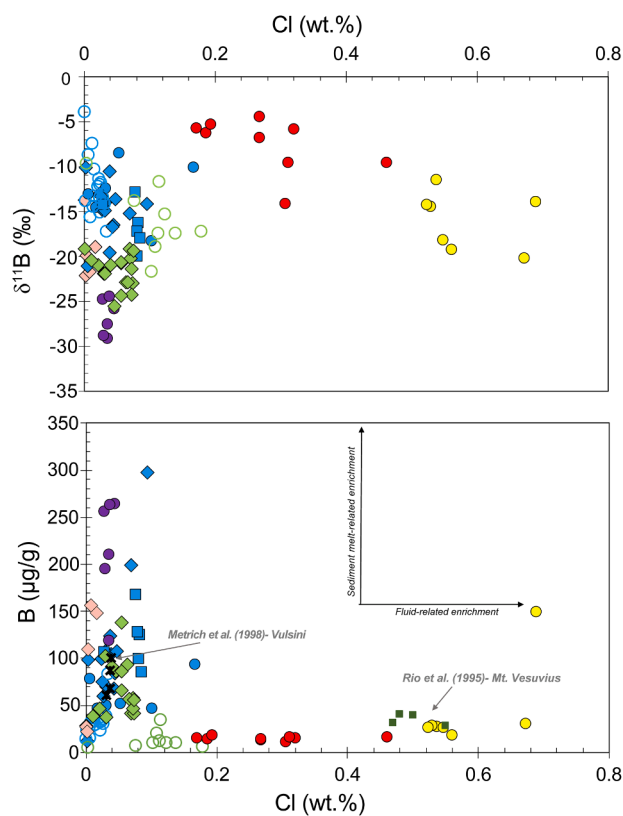 Cl (wt.%)
0 0.2 0.4 0.6 0.8
0
-5
-10
-15
-20
-25
-30
-35
δ¹¹B (‰)
350
300
250
200
150
100
50
0
B (µg/g)
Sediment melt-related enrichment
Fluid-related enrichment
Metrich et al. (1998)- Vulsini
Rio et al. (1995)- Mt. Vesuvius
0 0.2 0.4 0.6 0.8
Cl (wt.%)